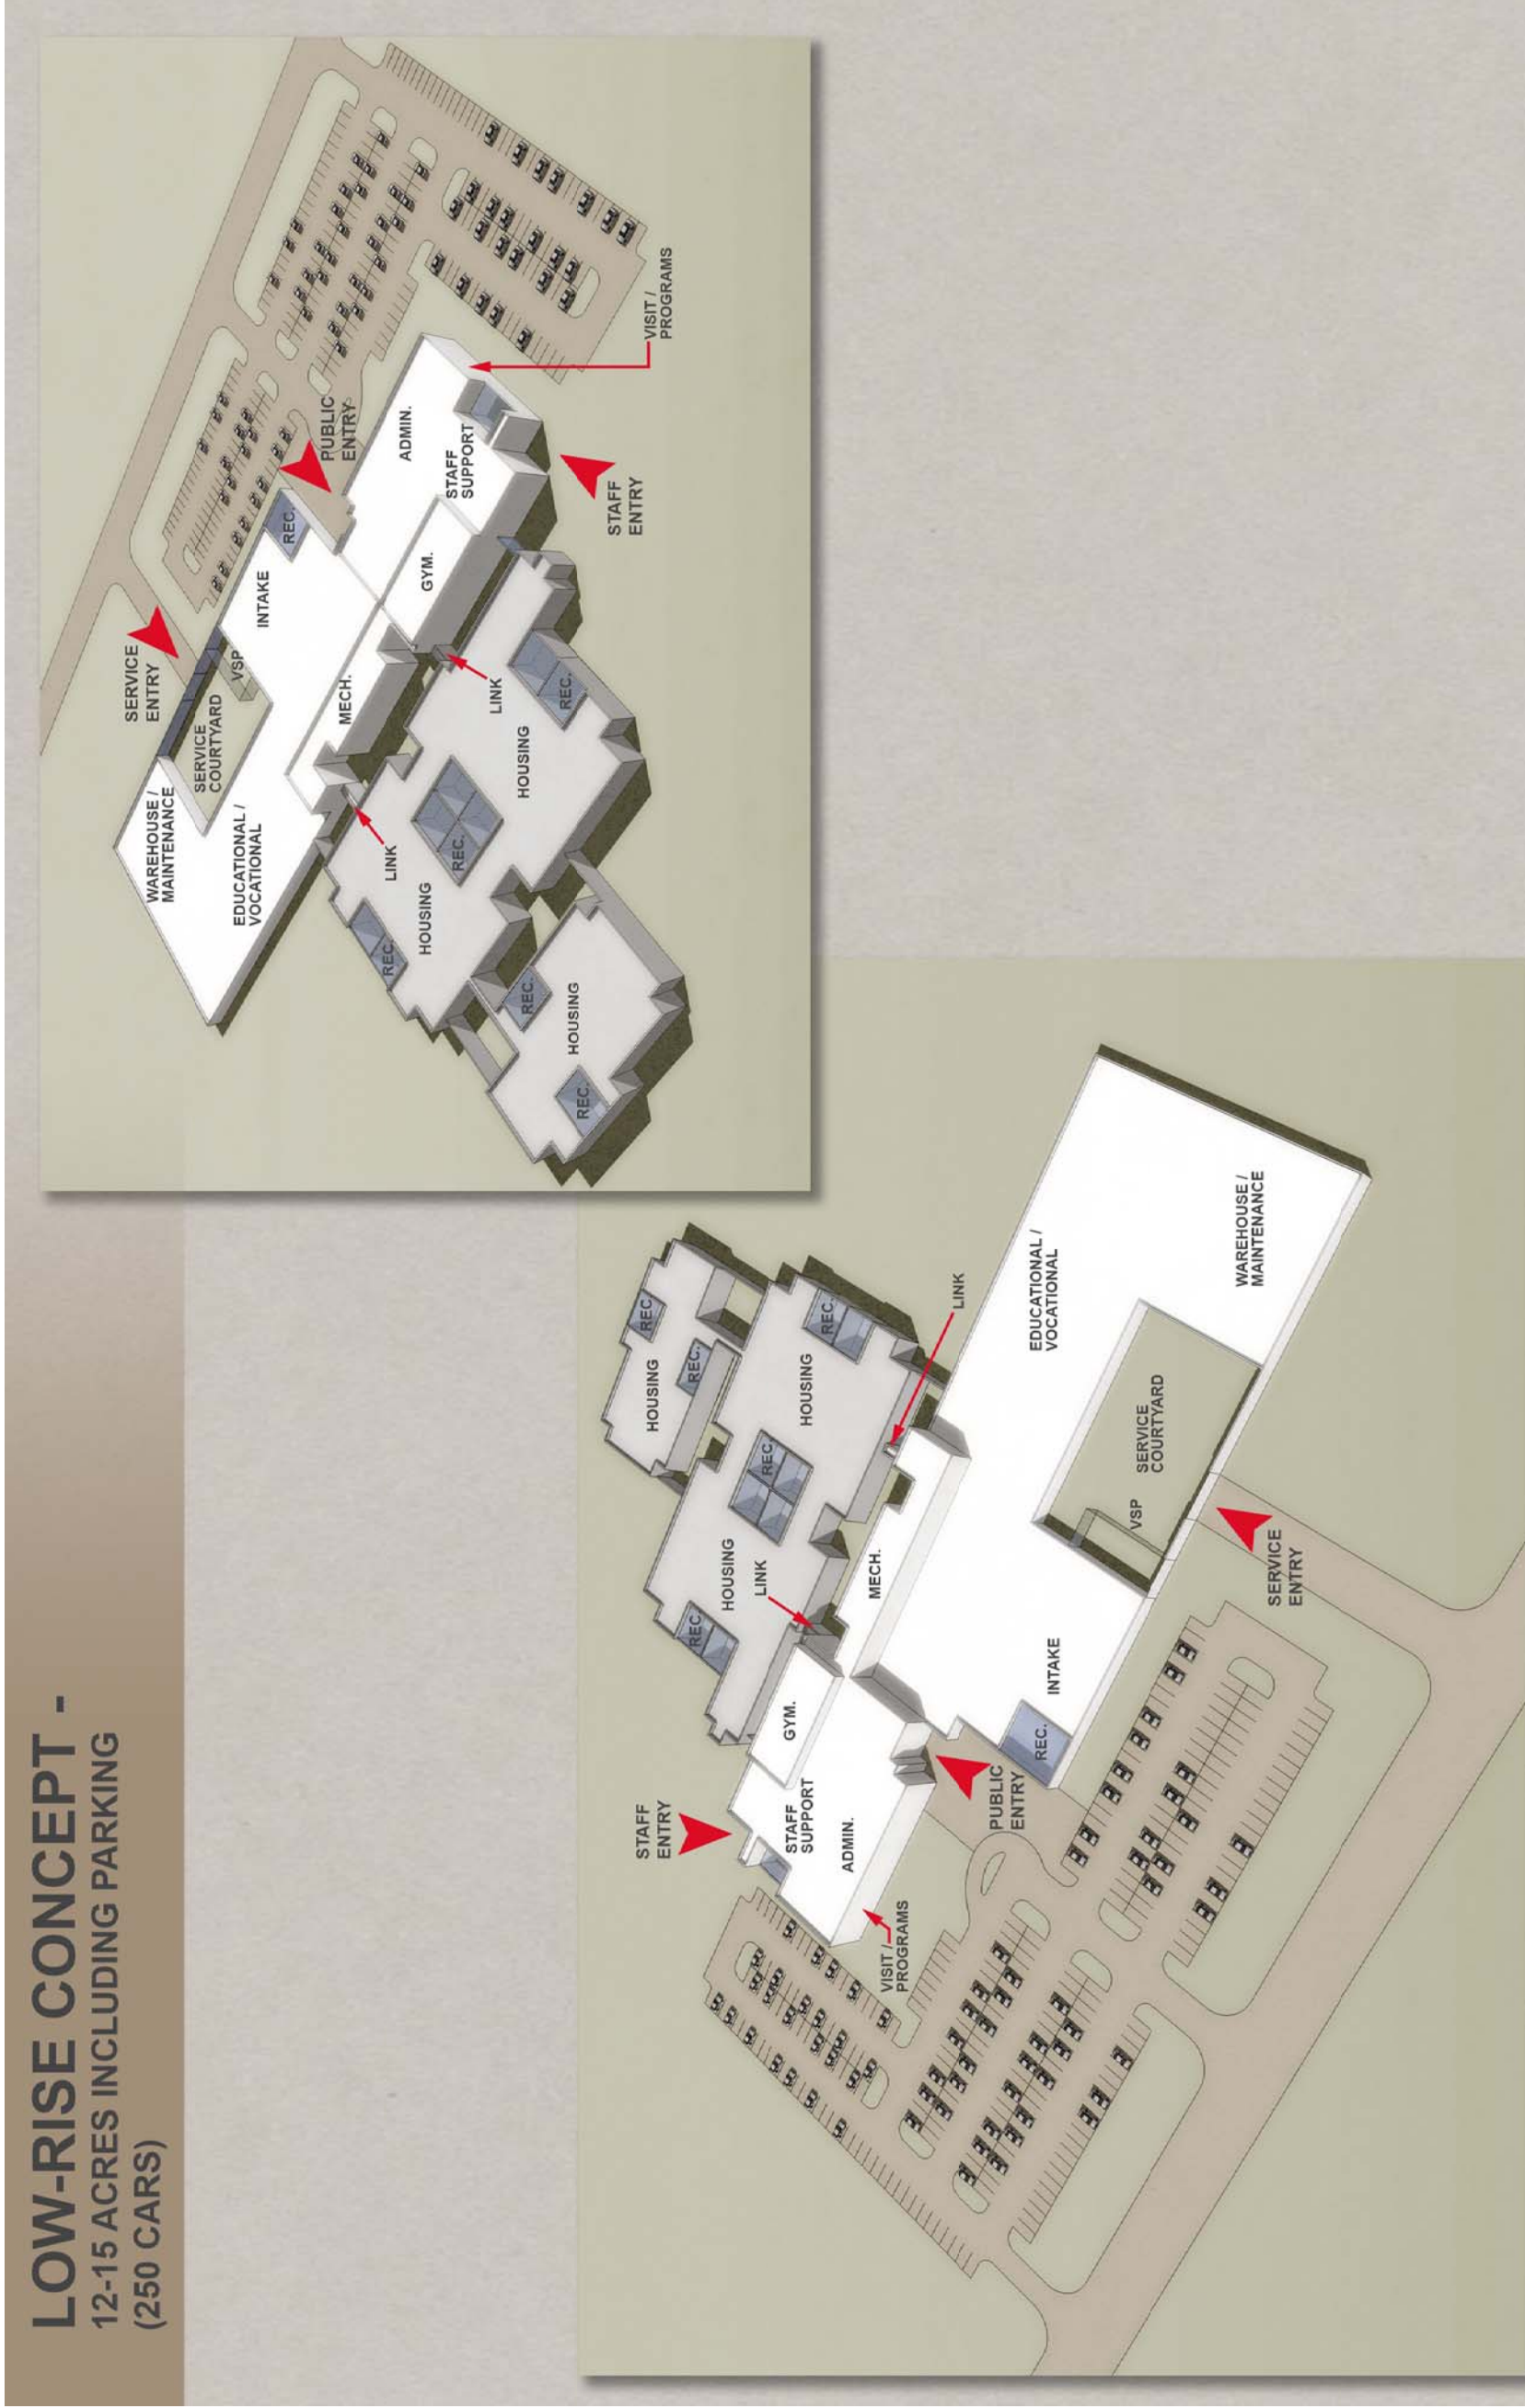 LOW-RISE CONCEPT -
12-15 ACRES INCLUDING PARKING
(250 CARS)
SERVICE
ENTRY
WAREHOUSE /
MAINTENANCE
SERVICE
COURTYARD
VSP
INTAKE
REC.
PUBLIC
ENTRY
EDUCATIONAL /
VOCATIONAL
MECH.
ADMIN.
LINK
REC.
HOUSING
GYM.
STAFF
SUPPORT
REC.
LINK
HOUSING
REC.
REC.
HOUSING
REC.
STAFF
ENTRY
VISIT /
PROGRAMS
STAFF
ENTRY
HOUSING
REC.
REC.
REC.
HOUSING
LINK
REC.
HOUSING
REC.
GYM.
STAFF
SUPPORT
ADMIN.
MECH.
VISIT /
PROGRAMS
LINK
PUBLIC
ENTRY
REC.
INTAKE
EDUCATIONAL /
VOCATIONAL
VSP
SERVICE
COURTYARD
WAREHOUSE /
MAINTENANCE
SERVICE
ENTRY